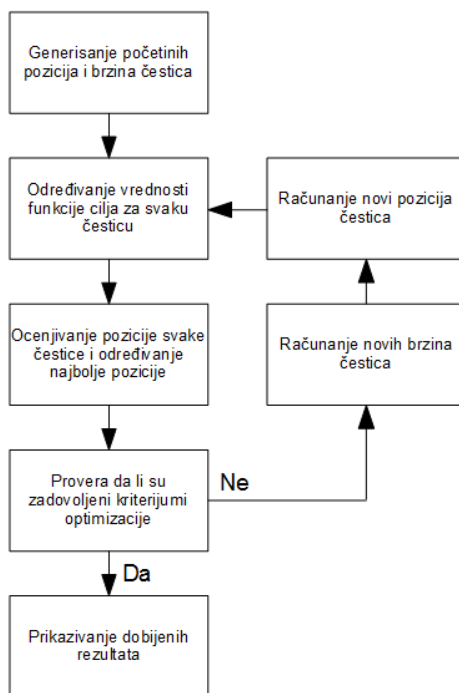 Generisanje početinih
pozicija i brzina čestica
Određivanje vrednosti
funkcije cilja za svaku
česticu
Računanje novi pozicija
čestica
Ocenjivanje pozicije svake
čestice i određivanje
najbolje pozicije
Računanje novih brzina
čestica
Provera da li su
zadovoljeni kriterijumi
optimizacije
Ne
Da
Prikazivanje dobijenih
rezultata